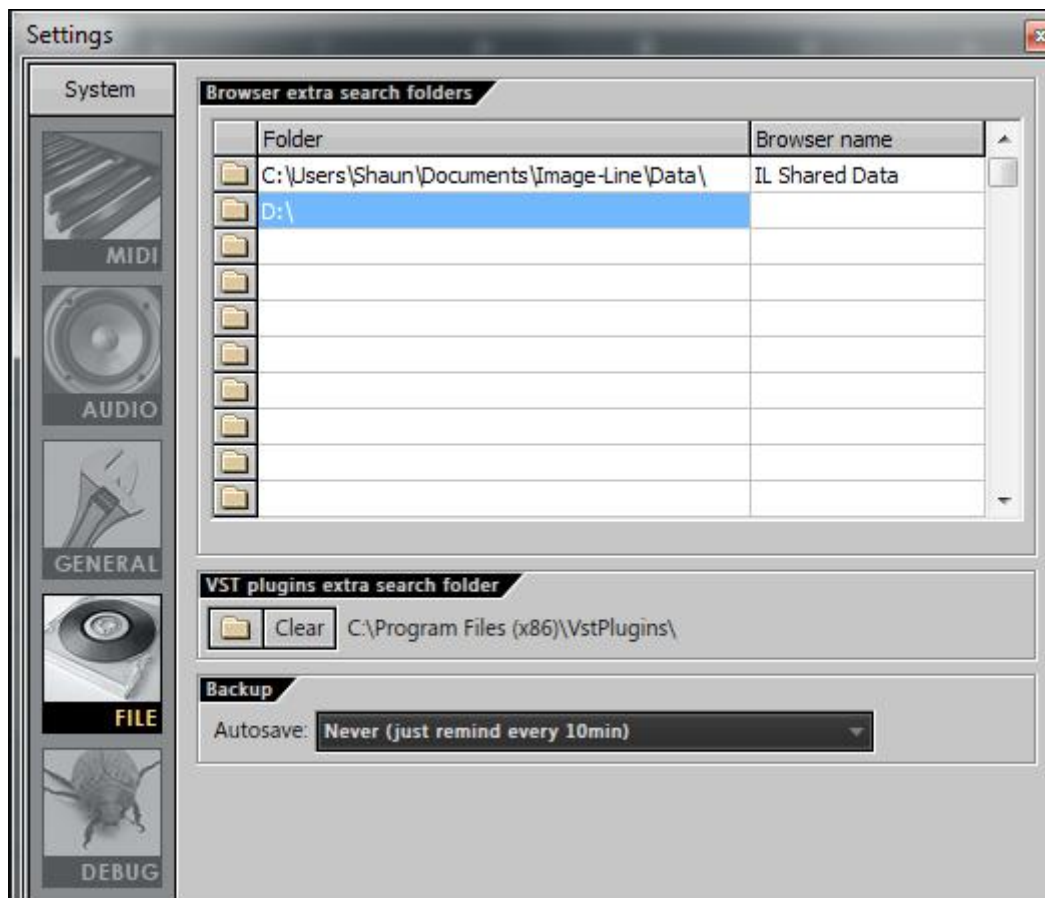 Settings
System
MIDI
AUDIO
GENERAL
FILE
DEBUG
Browser extra search folders
Folder Browser name
C:\Users\Shaun\Documents\Image-Line\Data\ IL Shared Data
D:\
VST plugins extra search folder
Clear C:\Program Files (x86)\VstPlugins\
Backup
Autosave: Never (just remind every 10min)